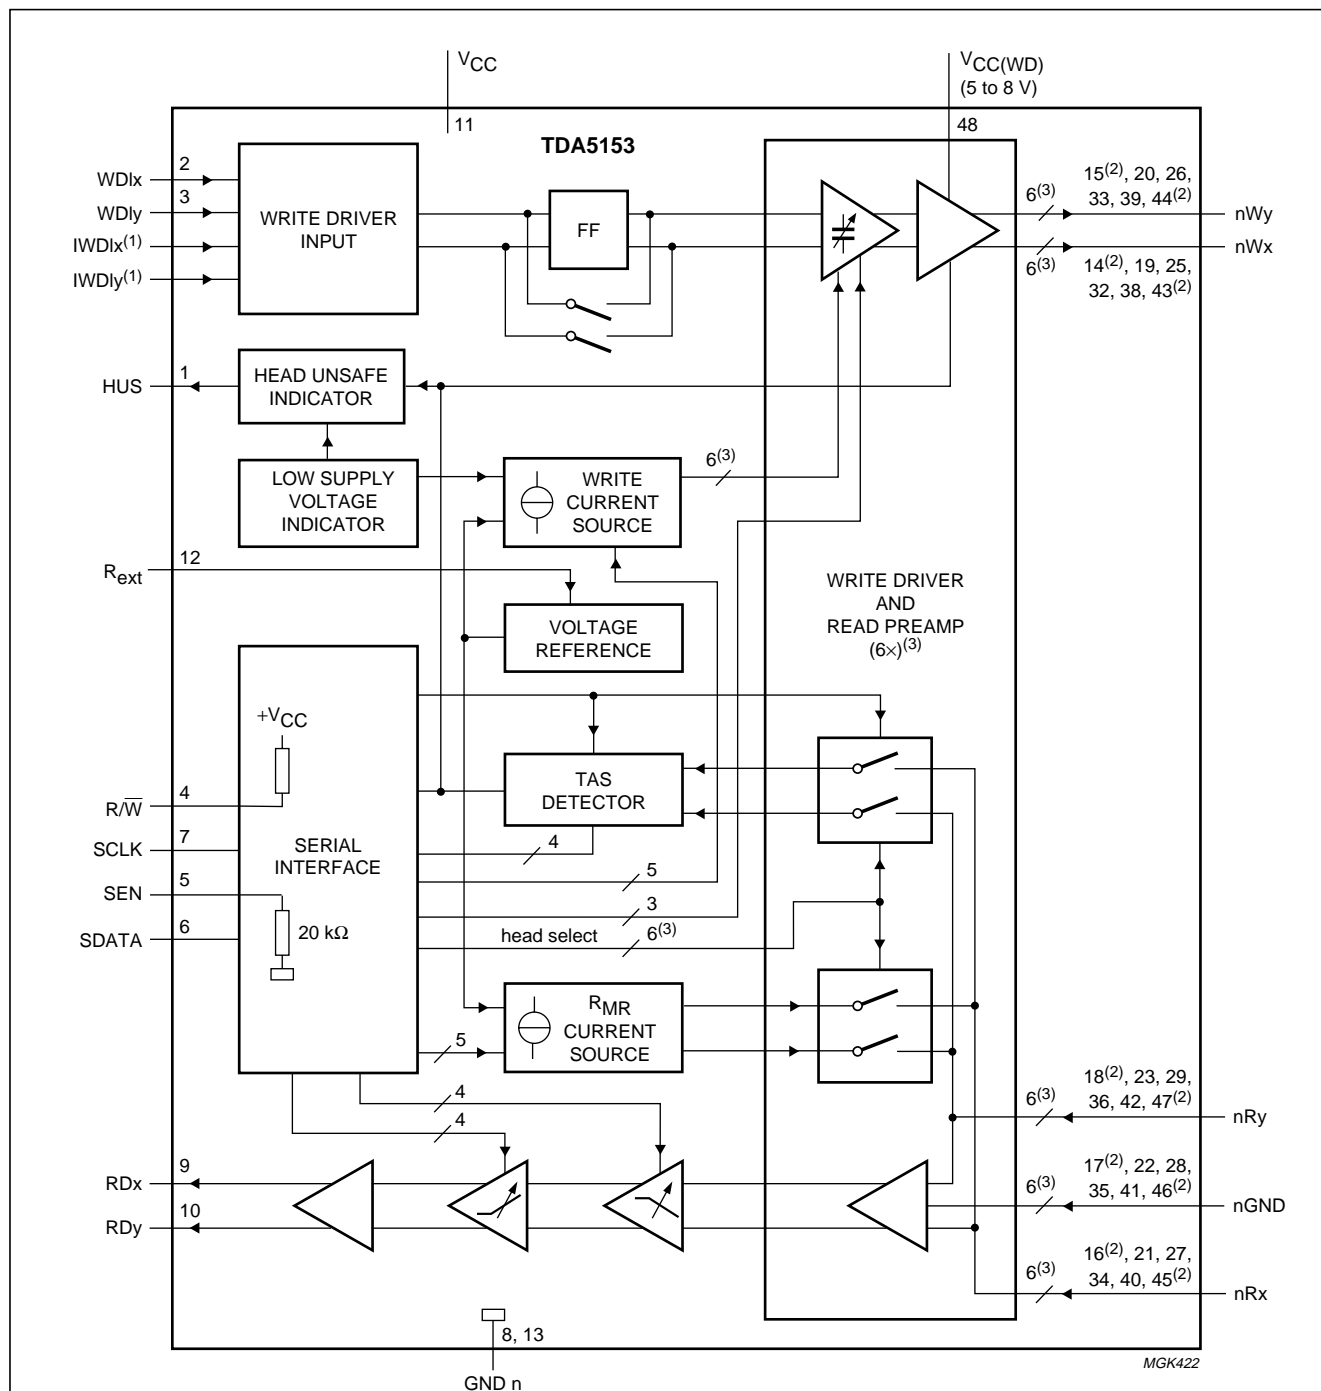 VCC
VCC(WD)
(5 to 8 V)
11
48
TDA5153
WDIx
2
WDIy
3
IWDIx(1)
IWDIy(1)
WRITE DRIVER
INPUT
FF
6(3)
15(2), 20, 26,
33, 39, 44(2)
nWy
nWx
6(3)
14(2), 19, 25,
32, 38, 43(2)
HUS
1
HEAD UNSAFE
INDICATOR
LOW SUPPLY
VOLTAGE
INDICATOR
WRITE
CURRENT
SOURCE
6(3)
Rext
12
VOLTAGE
REFERENCE
WRITE DRIVER
AND
READ PREAMP
(6×)(3)
+VCC
R/W̅
4
SCLK
7
SEN
5
SDATA
6
SERIAL
INTERFACE
20 kΩ
TAS
DETECTOR
4
5
3
head select
6(3)
RMR
CURRENT
SOURCE
5
4
4
6(3)
18(2), 23, 29,
36, 42, 47(2)
nRy
RDx
9
RDy
10
6(3)
17(2), 22, 28,
35, 41, 46(2)
nGND
6(3)
16(2), 21, 27,
34, 40, 45(2)
nRx
8, 13
GND n
MGK422